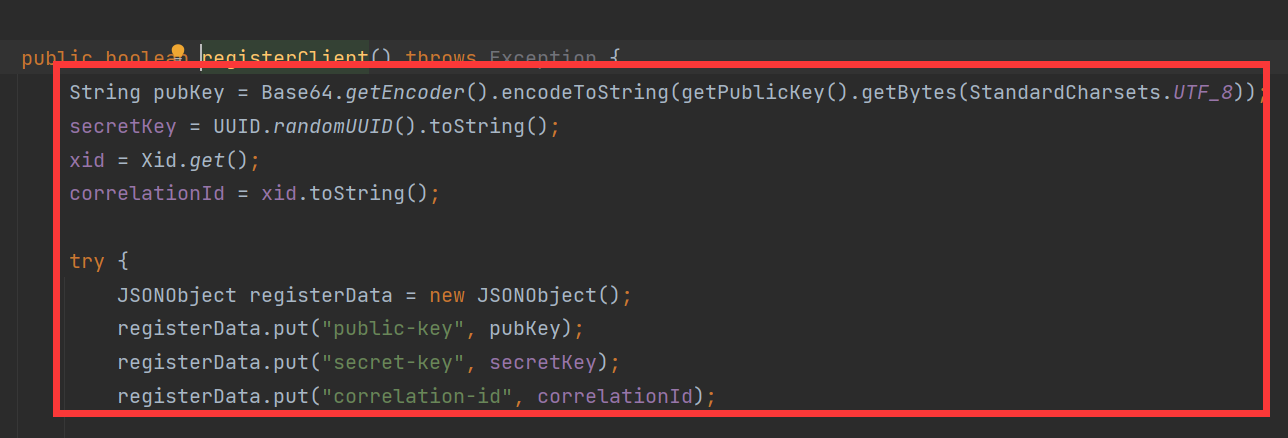 public boolean registerClient() throws Exception {
String pubKey = Base64.getEncoder().encodeToString(getPublicKey().getBytes(StandardCharsets.UTF_8));
secretKey = UUID.randomUUID().toString();
xid = Xid.get();
correlationId = xid.toString();
try {
JSONObject registerData = new JSONObject();
registerData.put("public-key", pubKey);
registerData.put("secret-key", secretKey);
registerData.put("correlation-id", correlationId);